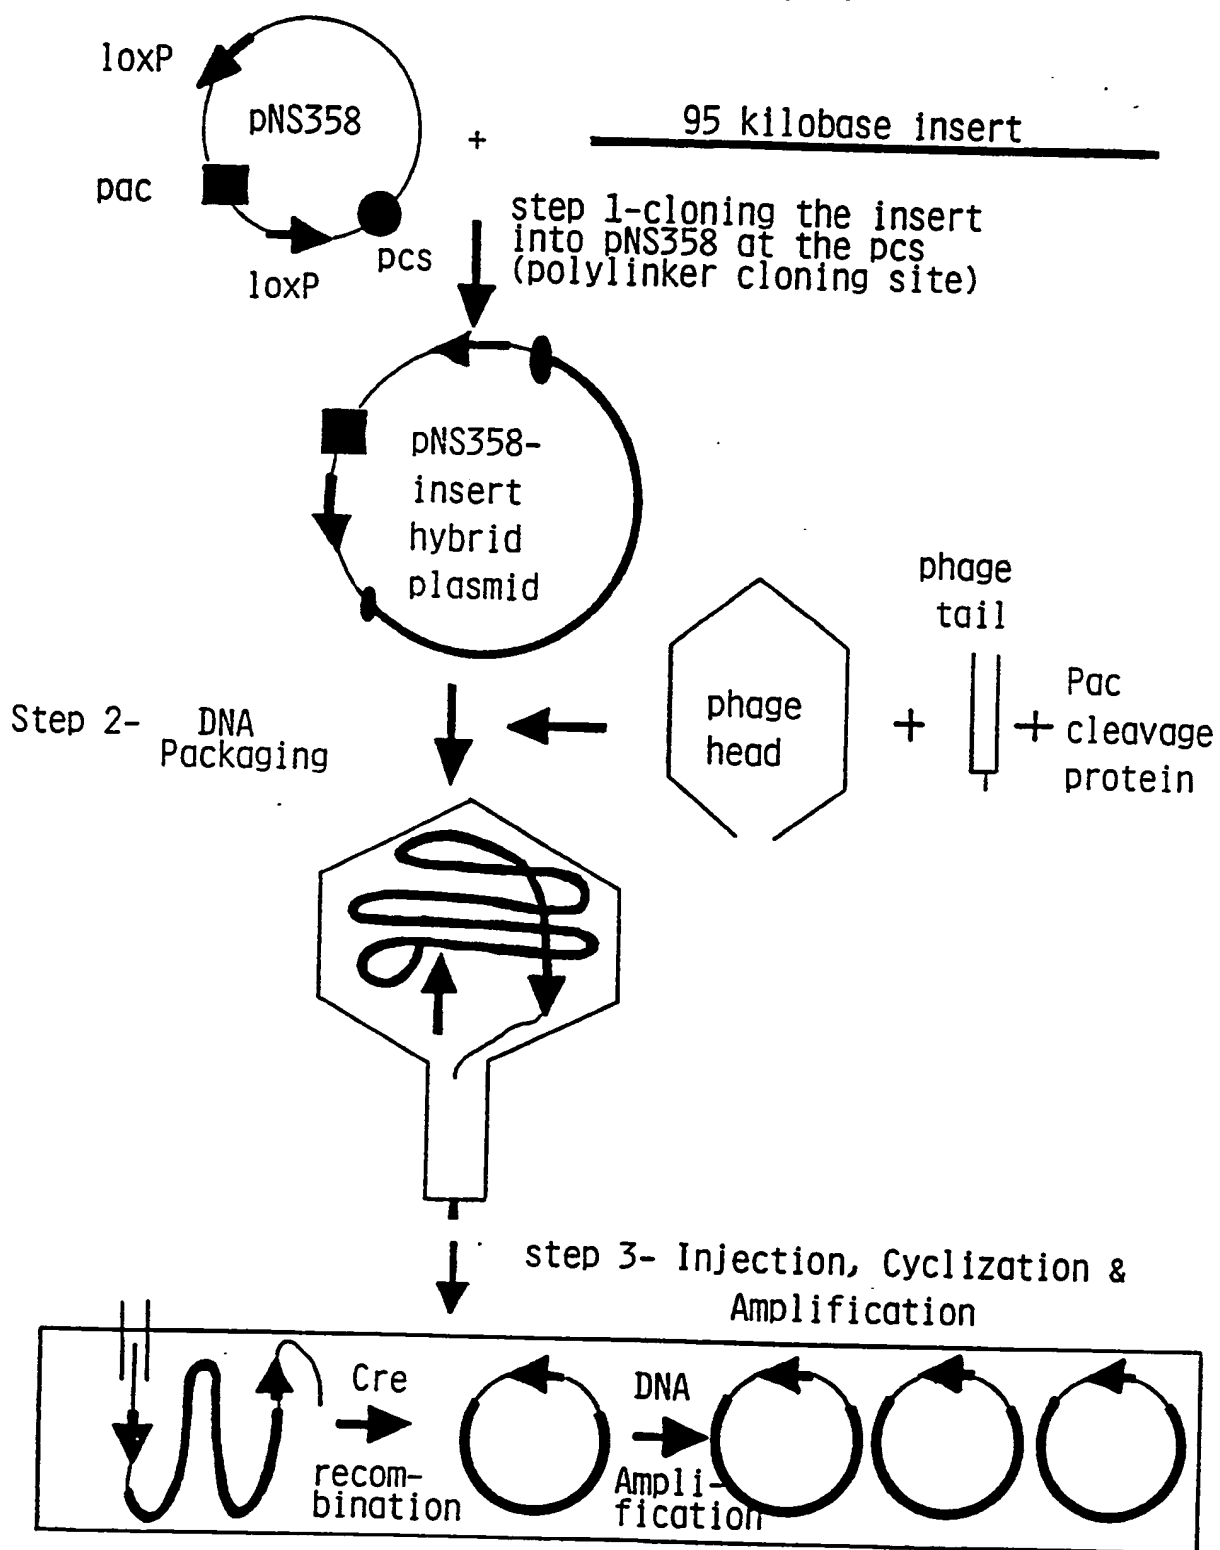 loxP
pNS358
+
95 kilobase insert
pac
pcs
loxP
step 1-cloning the insert
into pNS358 at the pcs
(polylinker cloning site)
pNS358-
insert
hybrid
plasmid
phage
tail
phage
head
+
+
Pac
cleavage
protein
Step 2-
DNA
Packaging
step 3- Injection, Cyclization &
Amplification
Cre
recom-
bination
DNA
Ampli-
fication